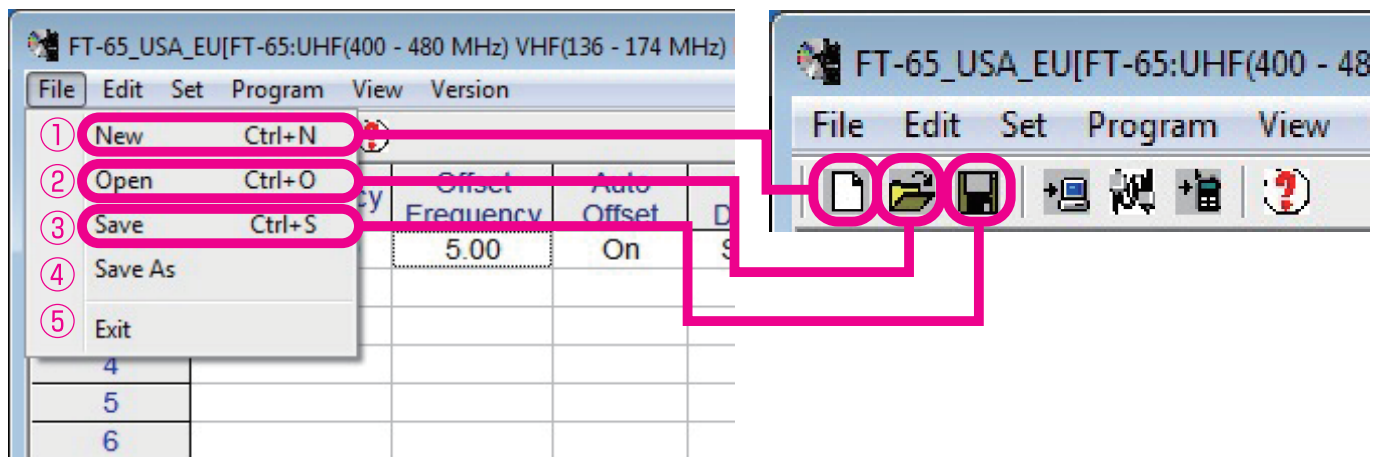 FT-65_USA_EU[FT-65:UHF(400 - 480 MHz) VHF(136 - 174 MHz)
File Edit Set Program View Version
① New Ctrl+N
② Open Ctrl+O
③ Save Ctrl+S
④ Save As
⑤ Exit
cy
Offset Frequency
Auto Offset
D
5.00 On S
4
5
6
FT-65_USA_EU[FT-65:UHF(400 - 48
File Edit Set Program View